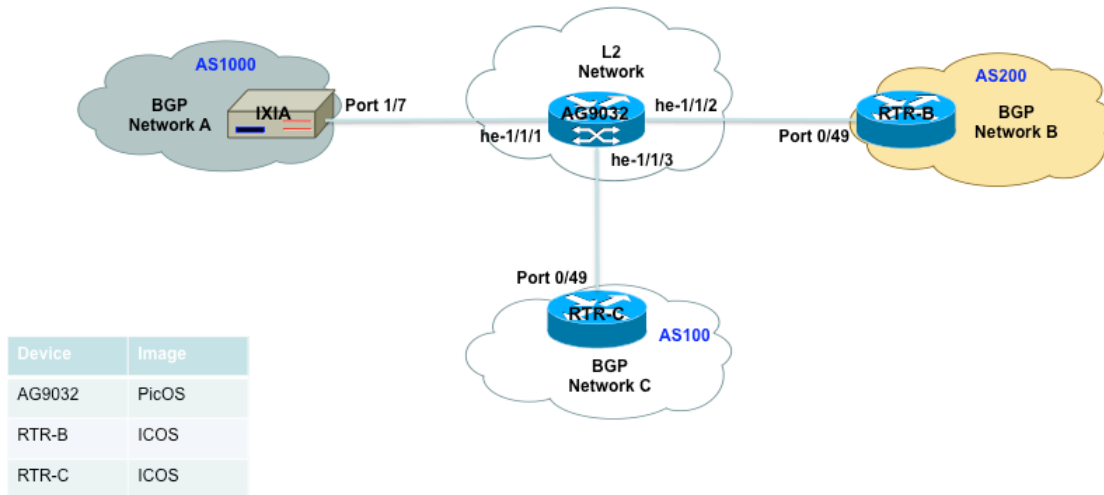 L2
Network
AS1000
AS200
BGP
Network A
IXIA
Port 1/7
he-1/1/1
AG9032
he-1/1/2
he-1/1/3
Port 0/49
RTR-B
BGP
Network B
Port 0/49
RTR-C
AS100
BGP
Network C
Device Image
AG9032 PicOS
RTR-B ICOS
RTR-C ICOS